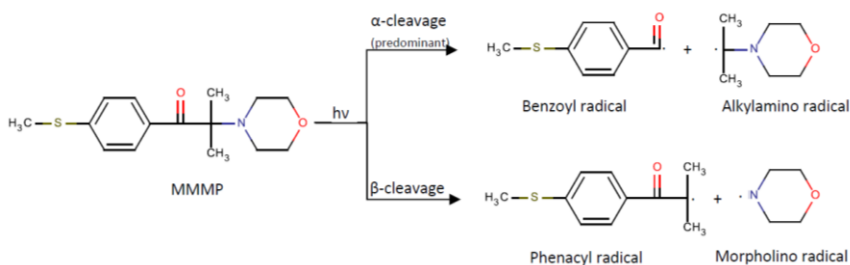 α-cleavage
(predominant)
H₃C
S
O
+
CH₃
CH₃
N
O
Benzoyl radical
Alkylamino radical
H₃C
S
O
CH₃
CH₃
N
O
hν
MMMP
β-cleavage
H₃C
S
O
CH₃
CH₃
+
N
O
Phenacyl radical
Morpholino radical